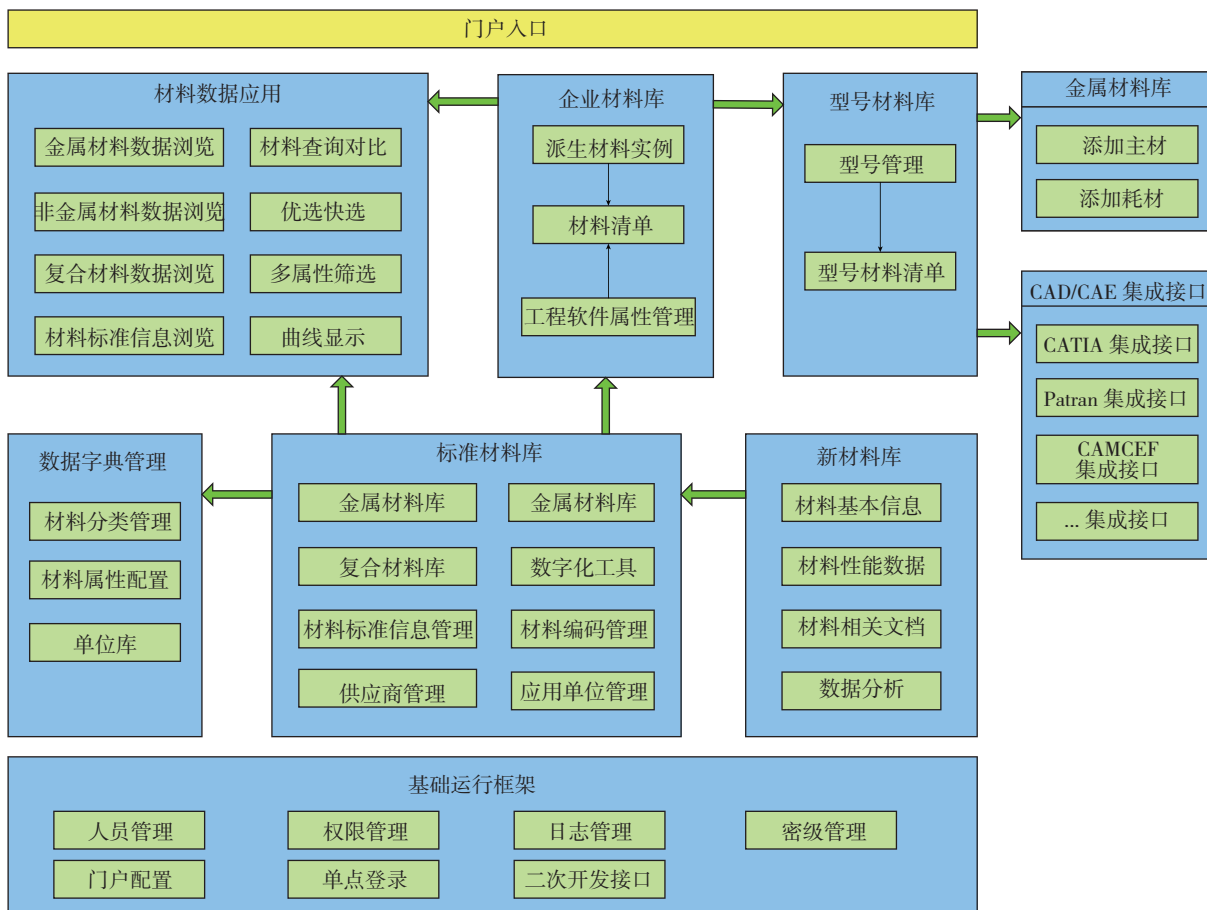 门户入口
材料数据应用
金属材料数据浏览
材料查询对比
非金属材料数据浏览
优选快选
复合材料数据浏览
多属性筛选
材料标准信息浏览
曲线显示
企业材料库
派生材料实例
材料清单
工程软件属性管理
型号材料库
型号管理
型号材料清单
金属材料库
添加主材
添加耗材
CAD/CAE 集成接口
CATIA 集成接口
Patran 集成接口
CAMCEF
集成接口
... 集成接口
数据字典管理
材料分类管理
材料属性配置
单位库
标准材料库
金属材料库
金属材料库
复合材料库
数字化工具
材料标准信息管理
材料编码管理
供应商管理
应用单位管理
新材料库
材料基本信息
材料性能数据
材料相关文档
数据分析
基础运行框架
人员管理
权限管理
日志管理
密级管理
门户配置
单点登录
二次开发接口